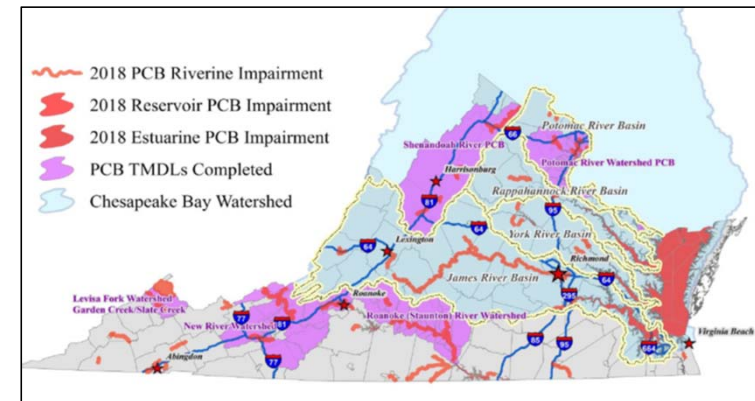 2018 PCB Riverine Impairment
2018 Reservoir PCB Impairment
2018 Estuarine PCB Impairment
PCB TMDLs Completed
Chesapeake Bay Watershed
66
Potomac River Basin
Shenandoah River PCB
Potomac River Watershed PCB
Harrisonburg
Rappahannock River Basin
81
95
64
York River Basin
Lexington
64
Richmond
James River Basin
64
295
Levisa Fork Watershed
Garden Creek/Slate Creek
Roanoke
77
81
New River Watershed
Roanoke (Staunton) River Watershed
Virginia Beach
Abingdon
77
85
95
664